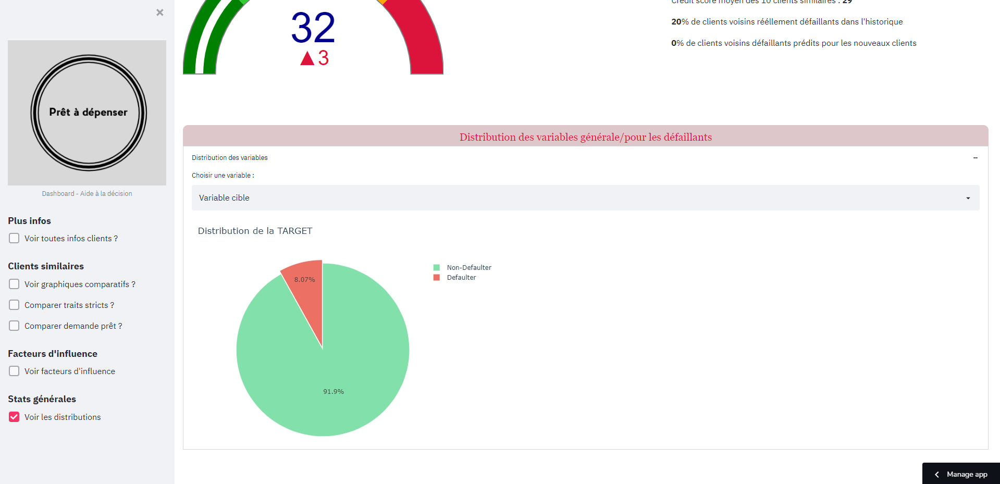 ×
Prêt à dépenser
Dashboard - Aide à la décision
Plus infos
Voir toutes infos clients ?
Clients similaires
Voir graphiques comparatifs ?
Comparer traits stricts ?
Comparer demande prêt ?
Facteurs d'influence
Voir facteurs d'influence
Stats générales
Voir les distributions
32
▲3
Crédit score moyen des 10 clients similaires : 29
20% de clients voisins réellement défaillants dans l'historique
0% de clients voisins défaillants prédits pour les nouveaux clients
Distribution des variables générale/pour les défaillants
Distribution des variables
Choisir une variable :
Variable cible
Distribution de la TARGET
8.07%
91.9%
Non-Defaulter
Defaulter
Manage app